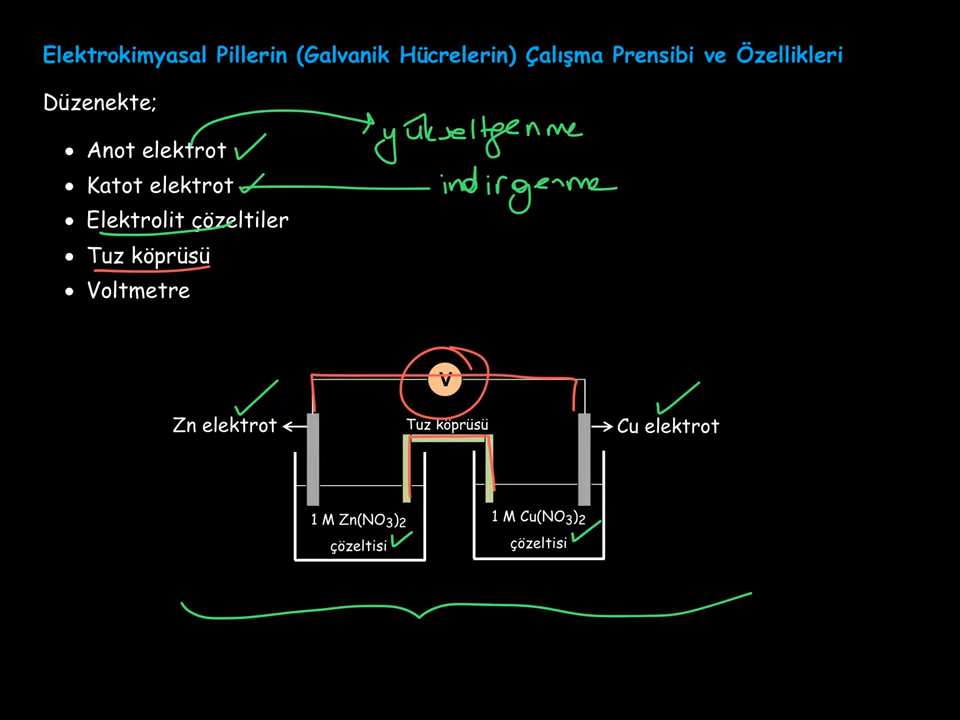 Elektrokimyasal Pillerin (Galvanik Hücrelerin) Çalışma Prensibi ve Özellikleri
Düzenekte;
• Anot elektrot
yükseltgenme
• Katot elektrot
indirgenme
• Elektrolit çözeltiler
• Tuz köprüsü
• Voltmetre
V
Zn elektrot
Tuz köprüsü
Cu elektrot
1 M Zn(NO3)2
çözeltisi
1 M Cu(NO3)2
çözeltisi